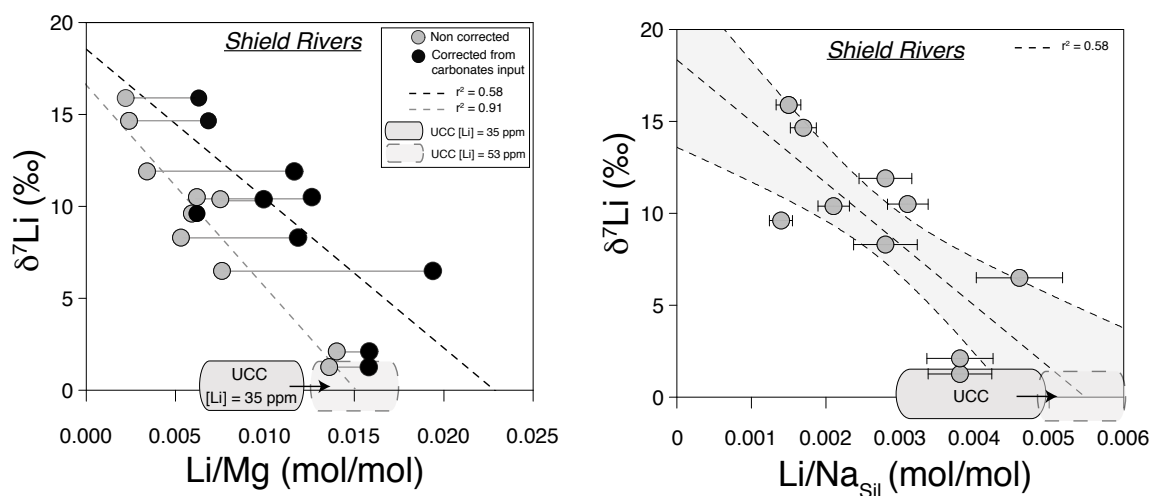 Shield Rivers
Non corrected
Corrected from
carbonates input
r² = 0.58
r² = 0.91
UCC [Li] = 35 ppm
UCC [Li] = 53 ppm
20
15
10
5
0
δ⁷Li (‰)
UCC
[Li] = 35 ppm
0.000
0.005
0.010
0.015
0.020
0.025
Li/Mg (mol/mol)
Shield Rivers
r² = 0.58
20
15
10
5
0
δ⁷Li (‰)
UCC
0
0.001
0.002
0.003
0.004
0.005
0.006
Li/Na_Sil (mol/mol)